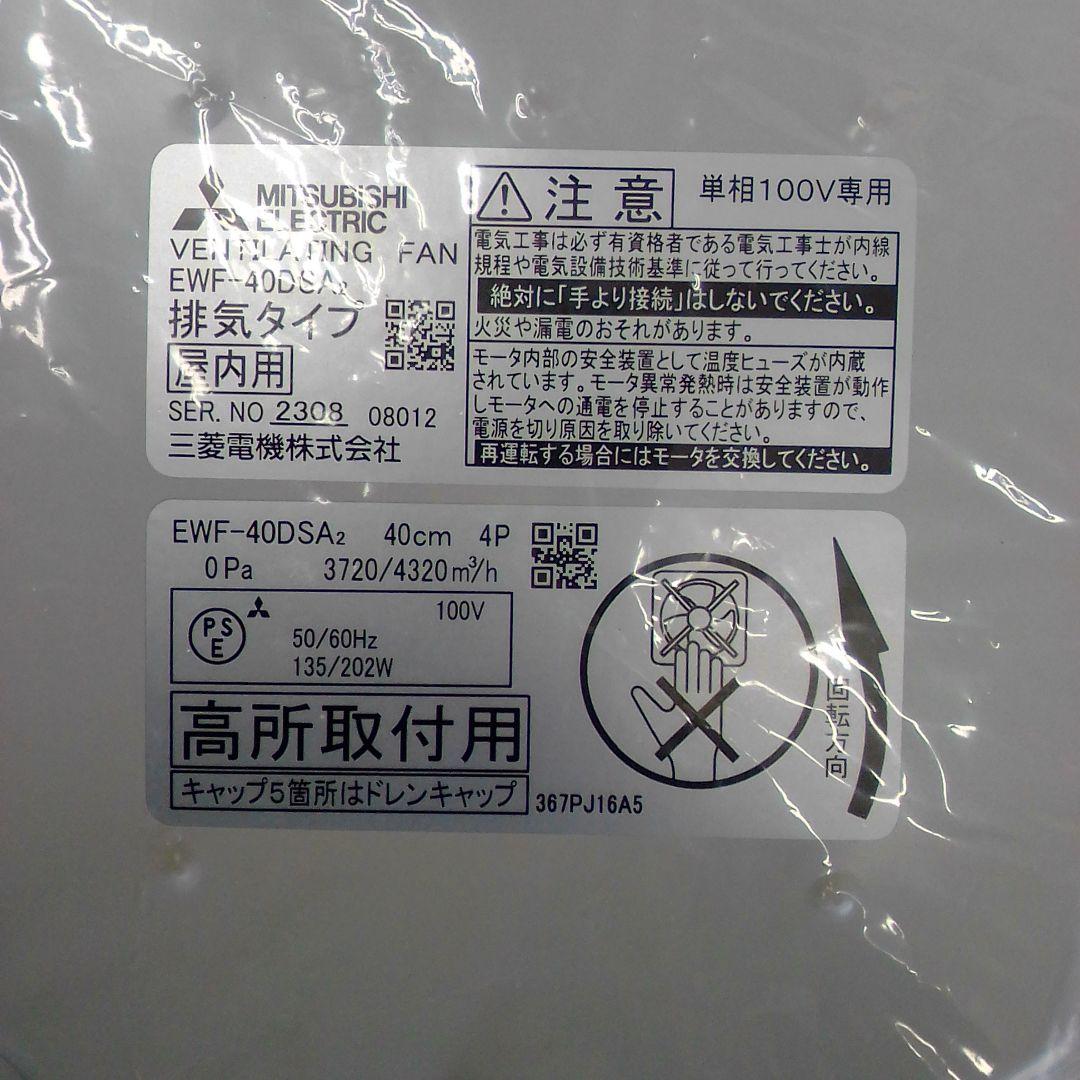 MITSUBISHI
ELECTRIC
VENTILATING FAN
EWF-40DSA₂
排気タイプ
屋内用
SER. NO 2308 08012
三菱電機株式会社
注意
単相100V専用
電気工事は必ず有資格者である電気工事士が内線
規程や電気設備技術基準に従って行ってください。
絶対に「手より接続」はしないでください。
火災や漏電のおそれがあります。
モータ内部の安全装置として温度ヒューズが内蔵
されています。モータ異常発熱時は安全装置が動作
しモータへの通電を停止することがありますので、
電源を切り原因を取り除いてください。
再運転する場合にはモータを交換してください。
EWF-40DSA₂ 40cm 4P
0Pa 3720/4320m³/h
PSE
100V
50/60Hz
135/202W
高所取付用
キャップ5箇所はドレンキャップ
367PJ16A5
回転方向